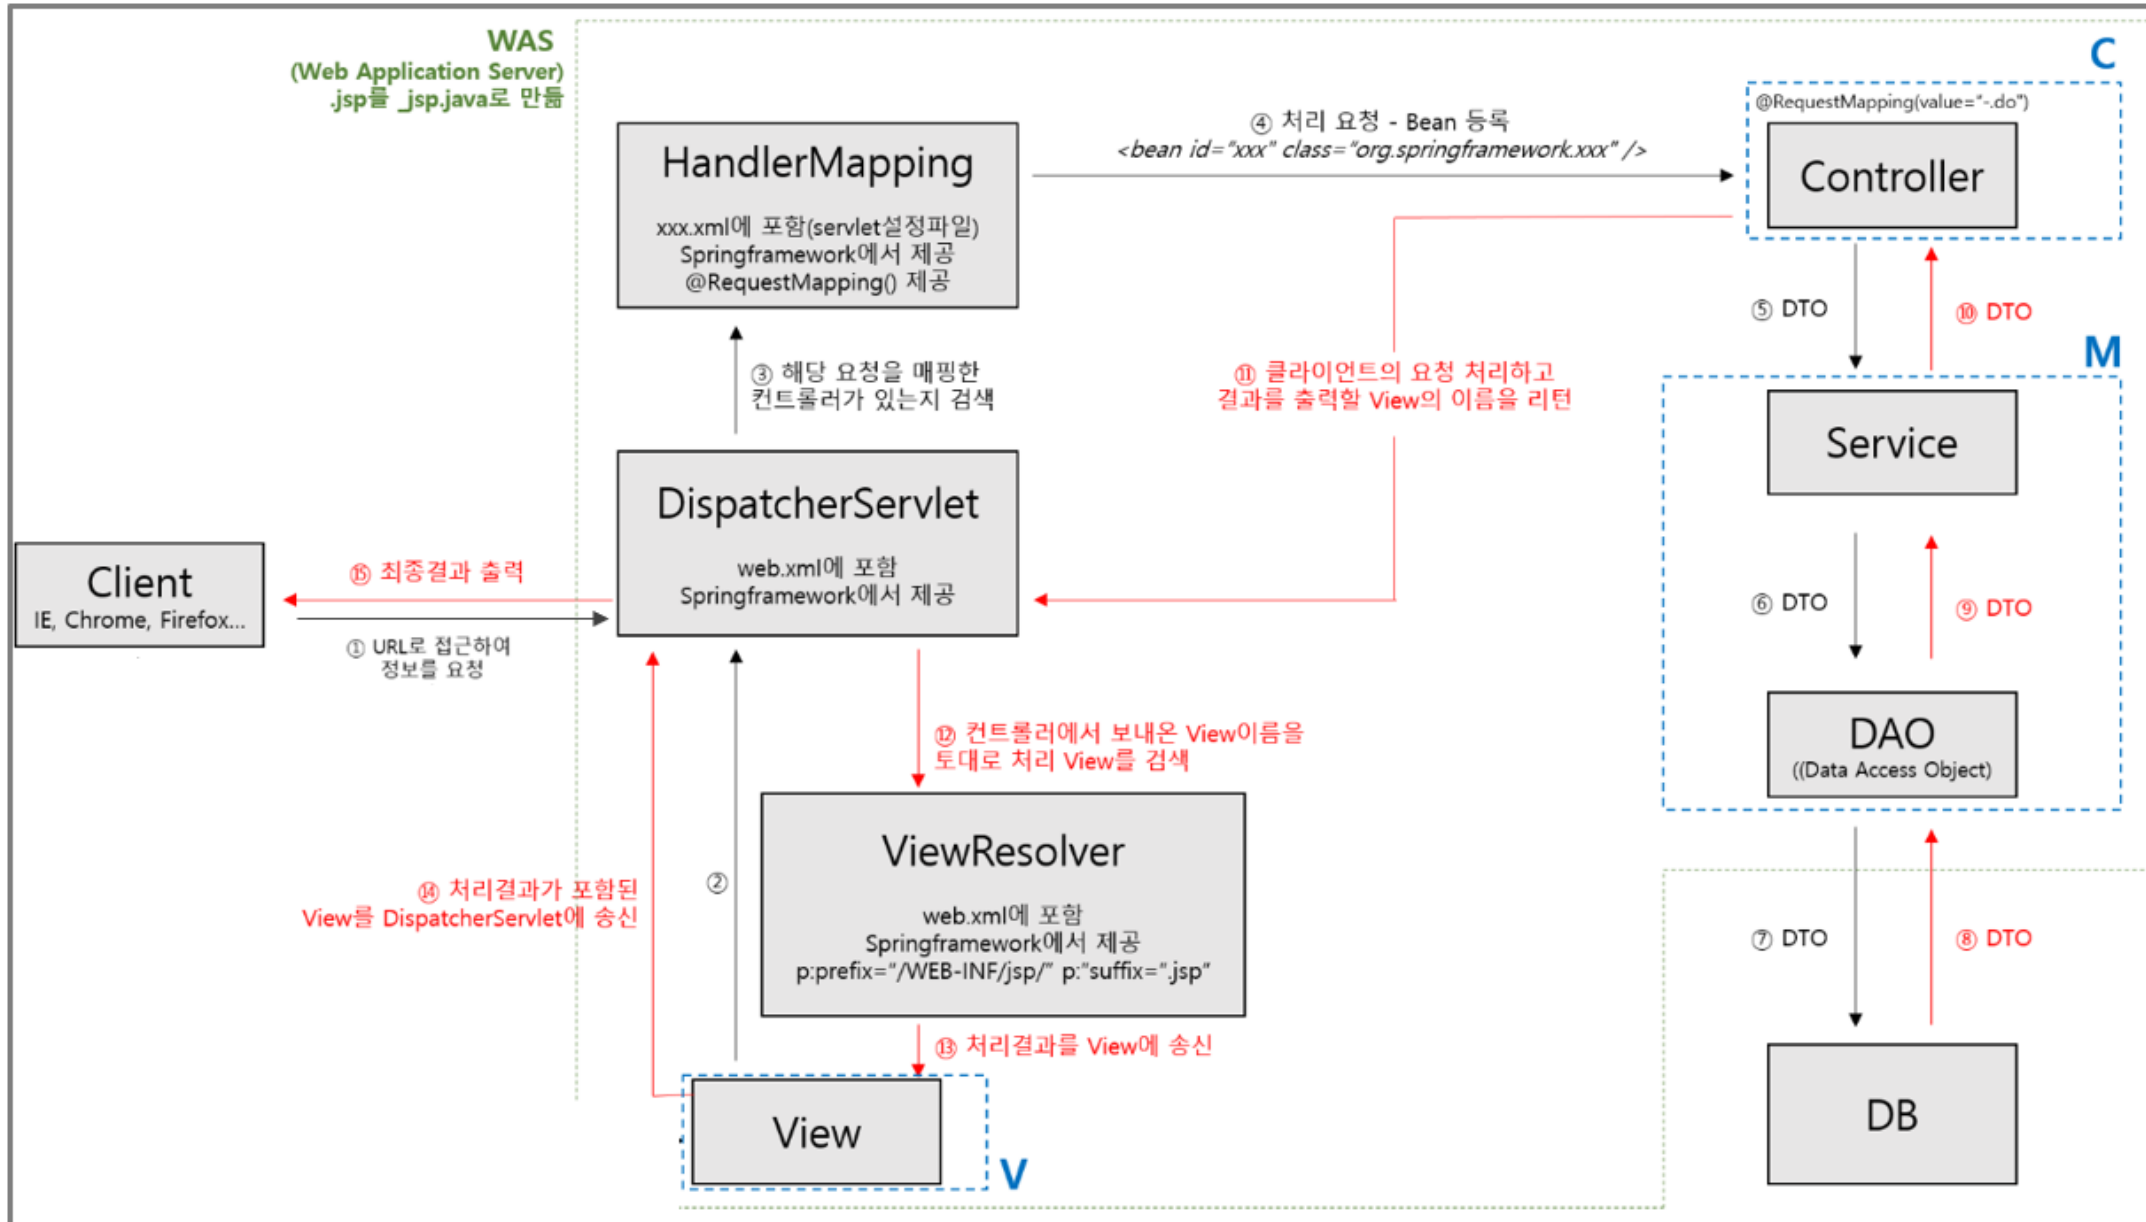 WAS
(Web Application Server)
.jsp를 _jsp.java로 만듦
C
@RequestMapping(value="-.do")
Controller
④ 처리 요청 - Bean 등록
<bean id="xxx" class="org.springframework.xxx" />
HandlerMapping
xxx.xml에 포함(servlet설정파일)
Springframework에서 제공
@RequestMapping() 제공
⑤ DTO
⑩ DTO
③ 해당 요청을 매핑한
컨트롤러가 있는지 검색
⑪ 클라이언트의 요청 처리하고
결과를 출력할 View의 이름을 리턴
M
Service
DispatcherServlet
web.xml에 포함
Springframework에서 제공
Client
IE, Chrome, Firefox...
⑮ 최종결과 출력
① URL로 접근하여
정보를 요청
⑥ DTO
⑨ DTO
⑫ 컨트롤러에서 보내온 View이름을
토대로 처리 View를 검색
DAO
((Data Access Object)
ViewResolver
web.xml에 포함
Springframework에서 제공
p:prefix="/WEB-INF/jsp/" p:"suffix=".jsp"
⑭ 처리결과가 포함된
View를 DispatcherServlet에 송신
②
⑦ DTO
⑧ DTO
⑬ 처리결과를 View에 송신
View
V
DB